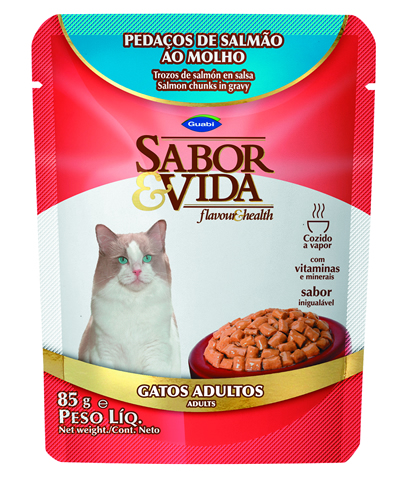 PEDAÇOS DE SALMÃO
AO MOLHO
Trozos de salmón en salsa
Salmon chunks in gravy
Guabi
SABOR
&VIDA
flavour&health
Cozido
a vapor
com
vitaminas
e minerais
sabor
inigualável
GATOS ADULTOS
ADULTS
85 g e
PESO LÍQ.
Net weight./Cont. Neto